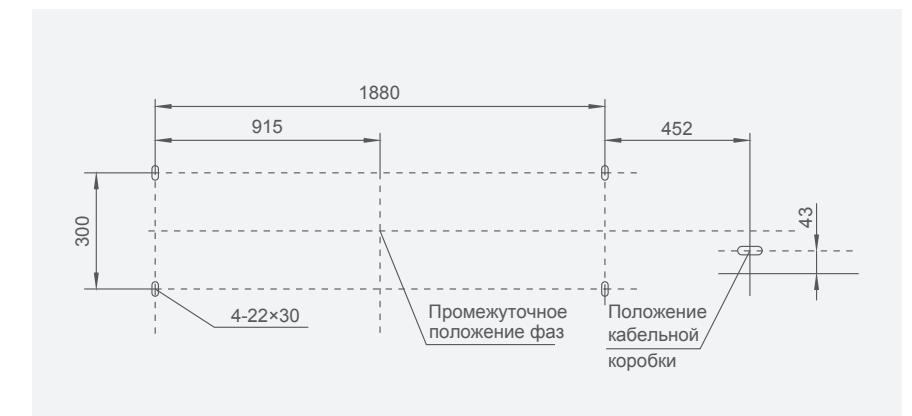 1880
915
452
300
43
4-22×30
Промежуточное
положение фаз
Положение
кабельной
коробки